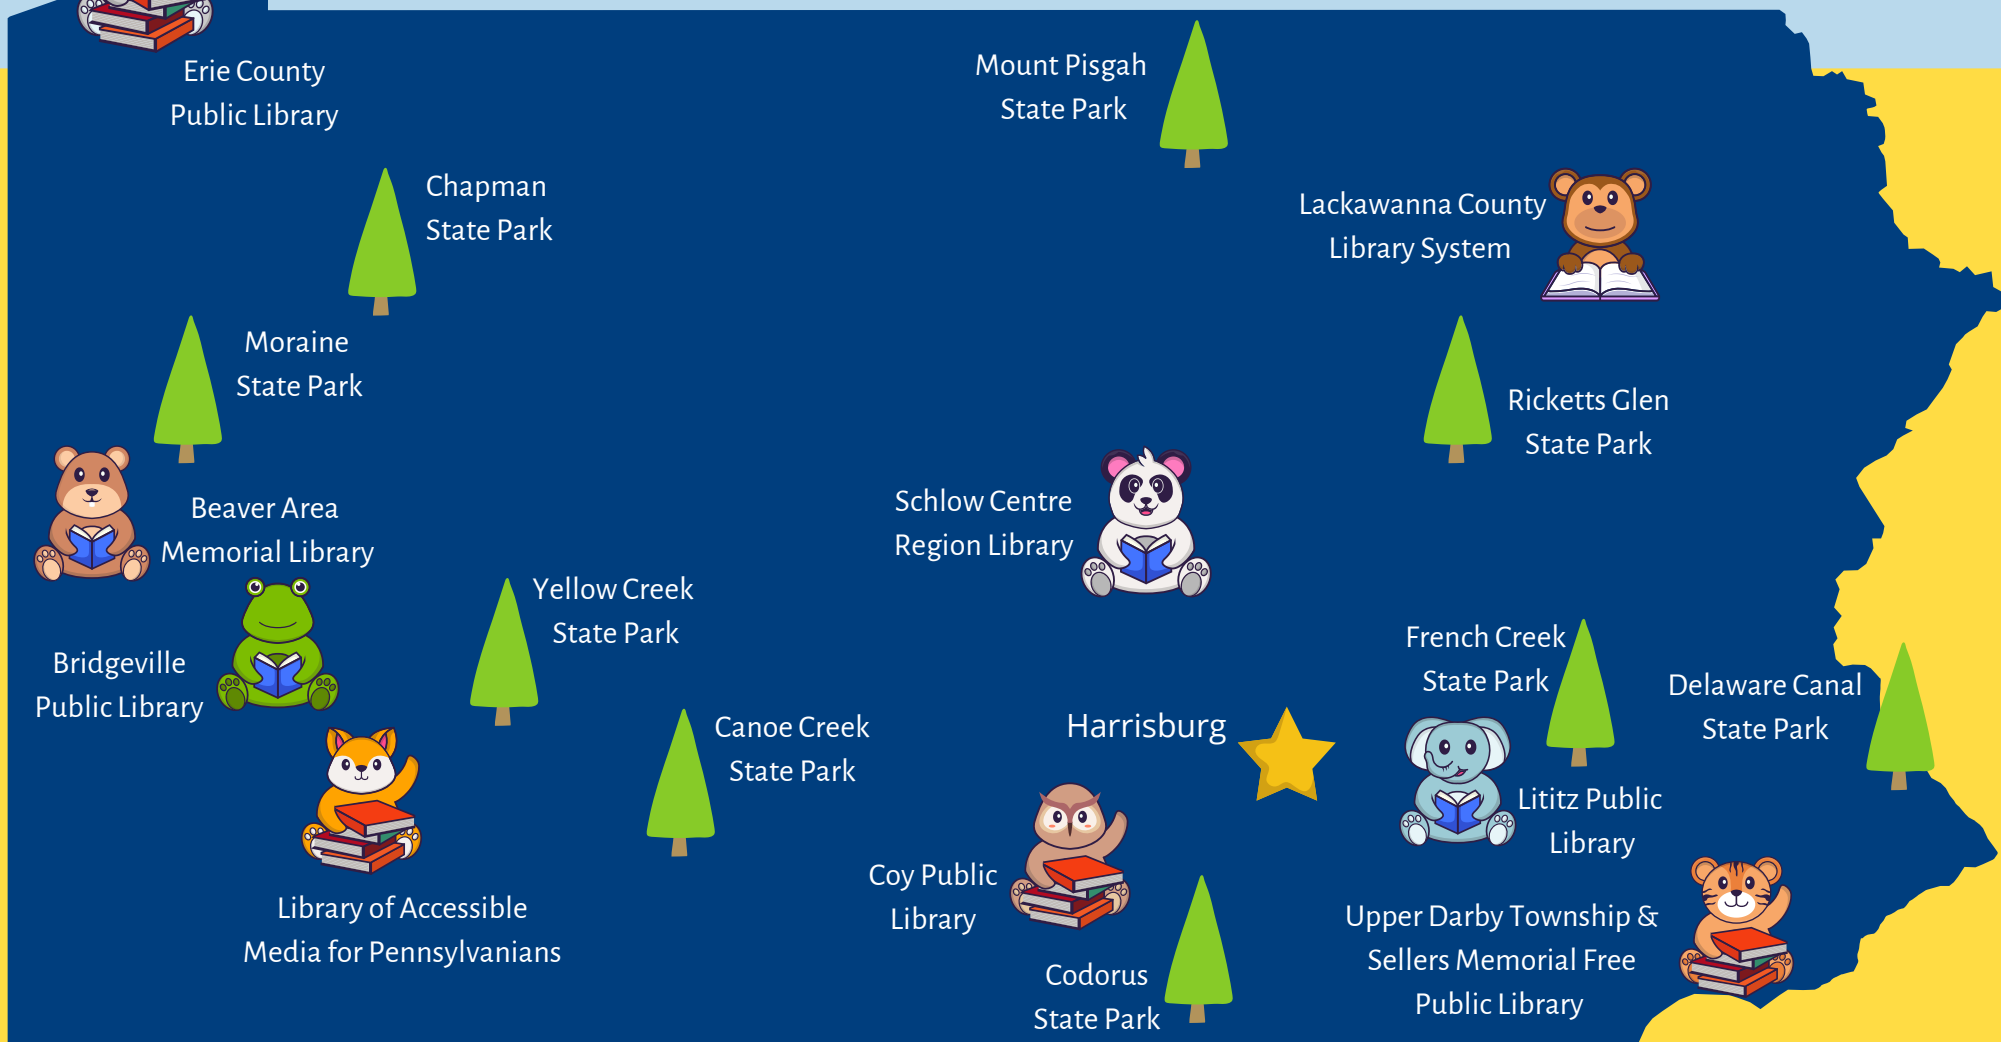 Erie County
Public Library
Mount Pisgah
State Park
Chapman
State Park
Lackawanna County
Library System
Moraine
State Park
Ricketts Glen
State Park
Beaver Area
Memorial Library
Schlow Centre
Region Library
Yellow Creek
State Park
Bridgeville
Public Library
French Creek
State Park
Delaware Canal
State Park
Canoe Creek
State Park
Harrisburg
Lititz Public
Library
Coy Public
Library
Library of Accessible
Media for Pennsylvanians
Upper Darby Township &
Sellers Memorial Free
Public Library
Codorus
State Park